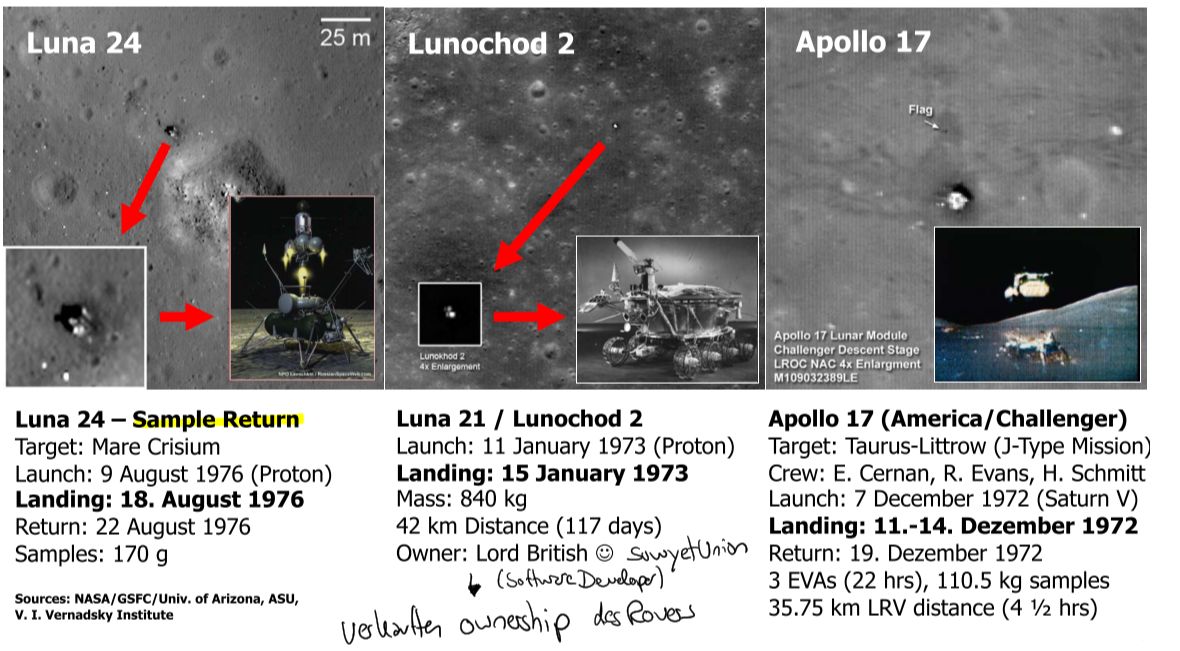 Luna 24
25 m
NPO Lavochkin / RussianSpaceWeb.com
Lunochod 2
Lunokhod 2
4x Enlargement
Apollo 17
Flag
Apollo 17 Lunar Module
Challenger Descent Stage
LROC NAC 4x Enlargment
M109032389LE
Luna 24 – Sample Return
Target: Mare Crisium
Launch: 9 August 1976 (Proton)
Landing: 18. August 1976
Return: 22 August 1976
Samples: 170 g
Sources: NASA/GSFC/Univ. of Arizona, ASU,
V. I. Vernadsky Institute
Luna 21 / Lunochod 2
Launch: 11 January 1973 (Proton)
Landing: 15 January 1973
Mass: 840 kg
42 km Distance (117 days)
Owner: Lord British ☺ SowyetUnion
(Software Developer)
verkauften ownership des Rovers
Apollo 17 (America/Challenger)
Target: Taurus-Littrow (J-Type Mission)
Crew: E. Cernan, R. Evans, H. Schmitt
Launch: 7 December 1972 (Saturn V)
Landing: 11.-14. Dezember 1972
Return: 19. Dezember 1972
3 EVAs (22 hrs), 110.5 kg samples
35.75 km LRV distance (4 ½ hrs)